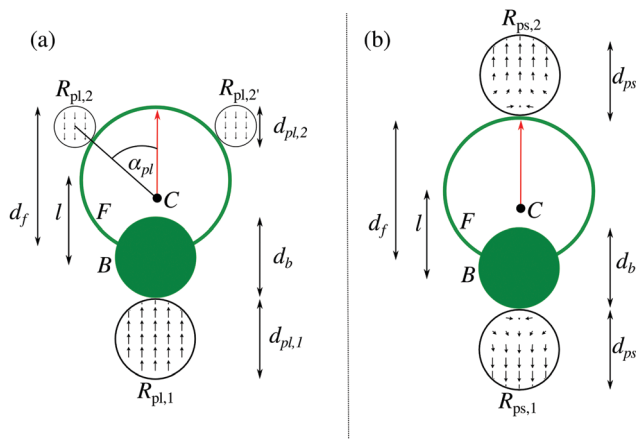 (a)
R_pl,2
R_pl,2'
d_pl,2
α_pl
C
d_f
l
F
B
d_b
d_pl,1
R_pl,1
(b)
R_ps,2
d_ps
C
d_f
l
F
B
d_b
d_ps
R_ps,1